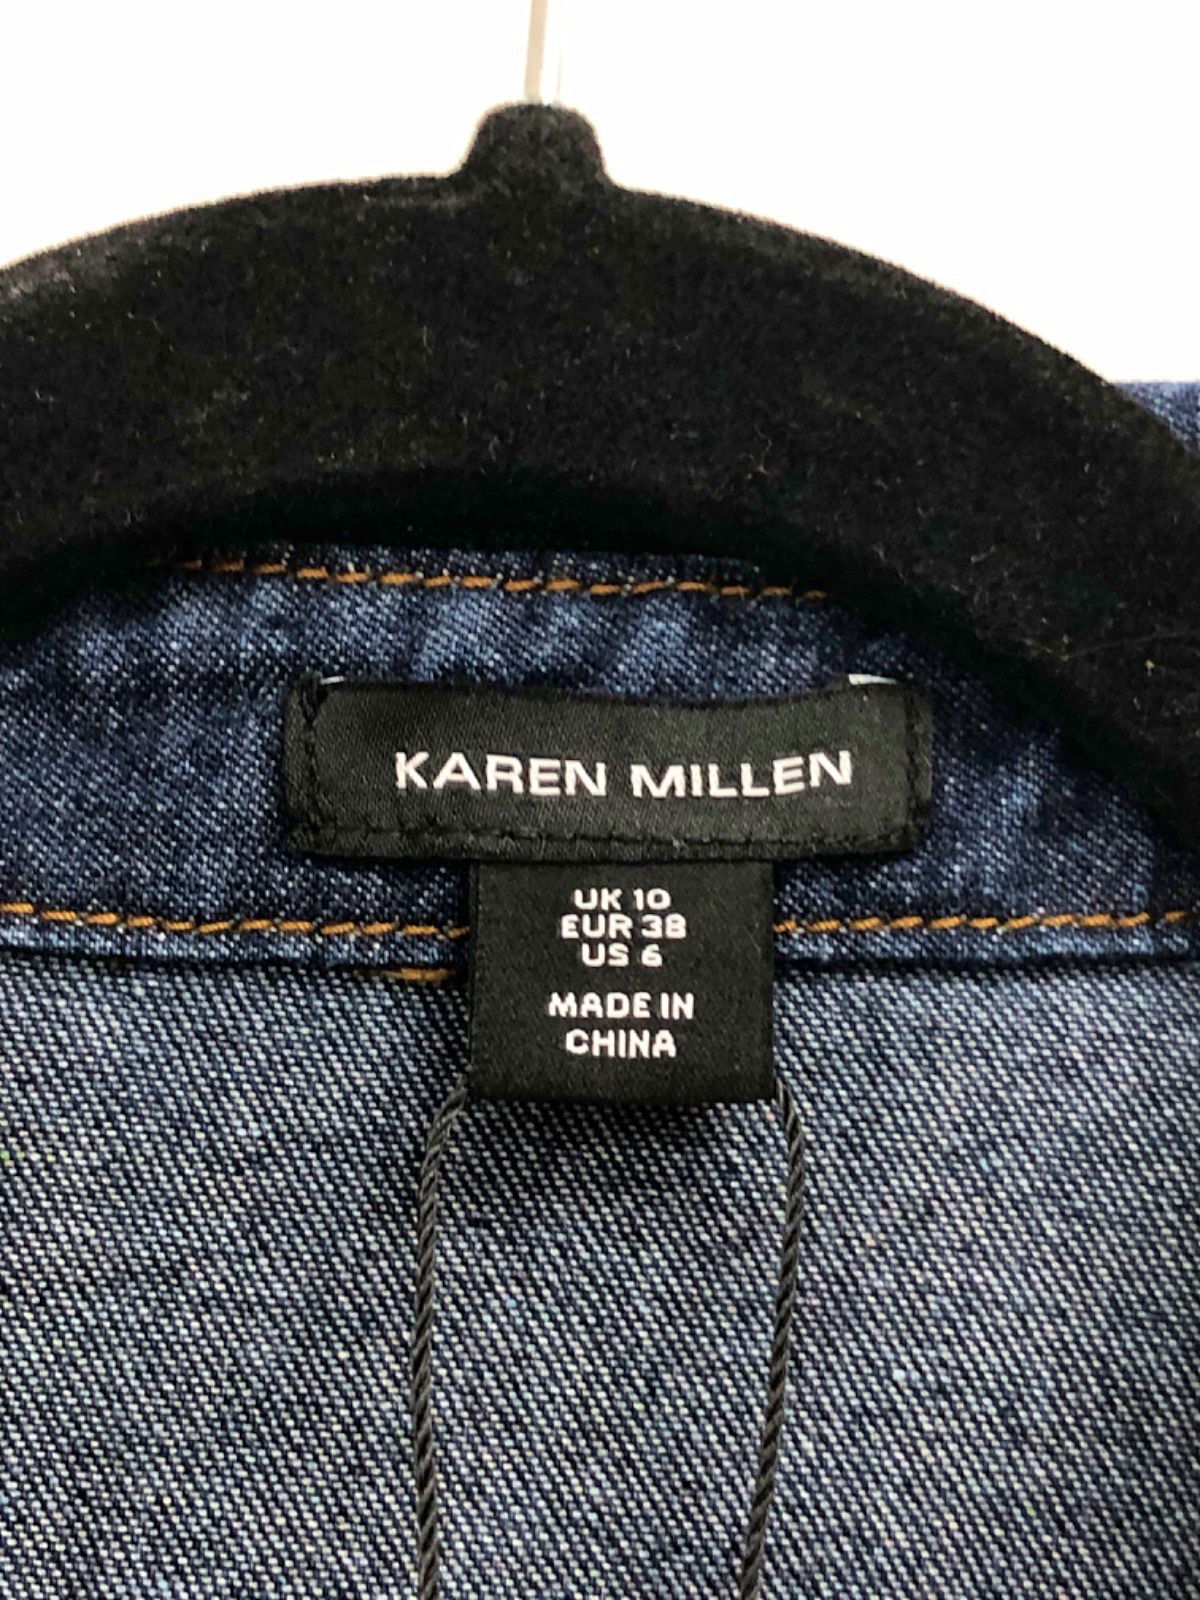 KAREN MILLEN
UK 10
EUR 38
US 6
MADE IN
CHINA